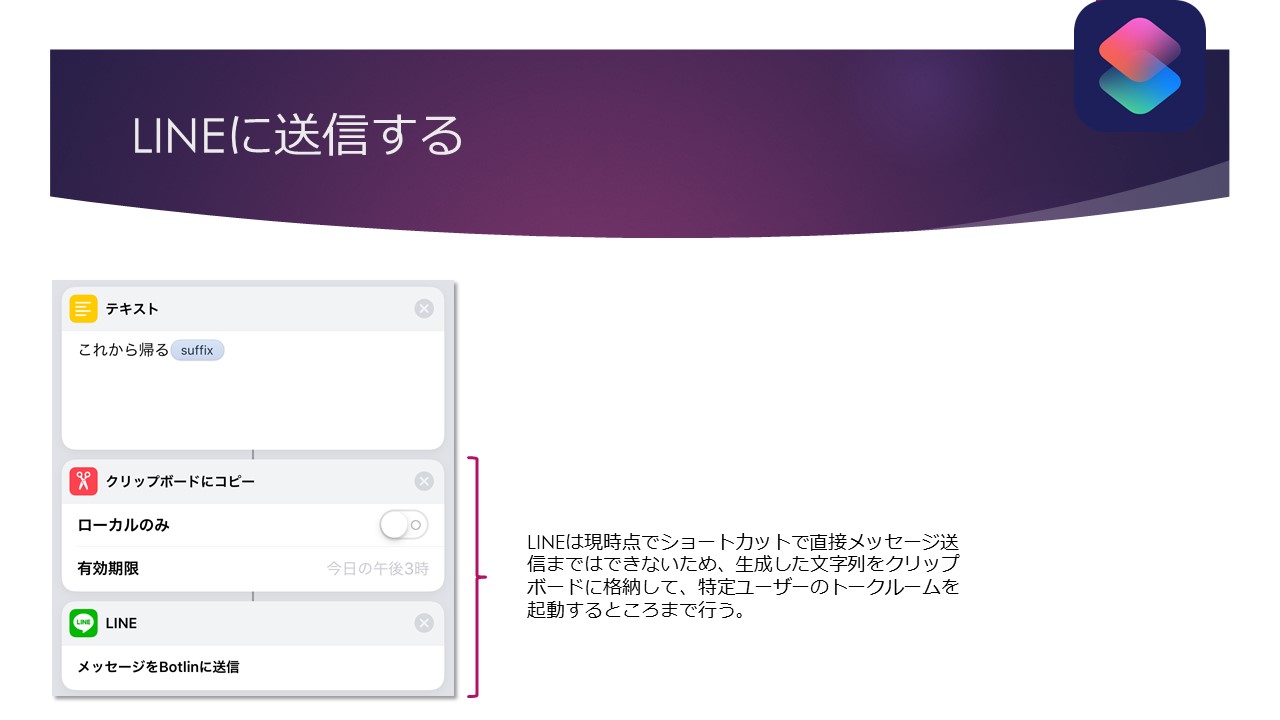 LINEに送信する
テキスト
これから帰る suffix
クリップボードにコピー
ローカルのみ
有効期限 今日の午後3時
LINE
LINE
メッセージをBotlinに送信
LINEは現時点でショートカットで直接メッセージ送
信まではできないため、生成した文字列をクリップ
ボードに格納して、特定ユーザーのトークルームを
起動するところまで行う。